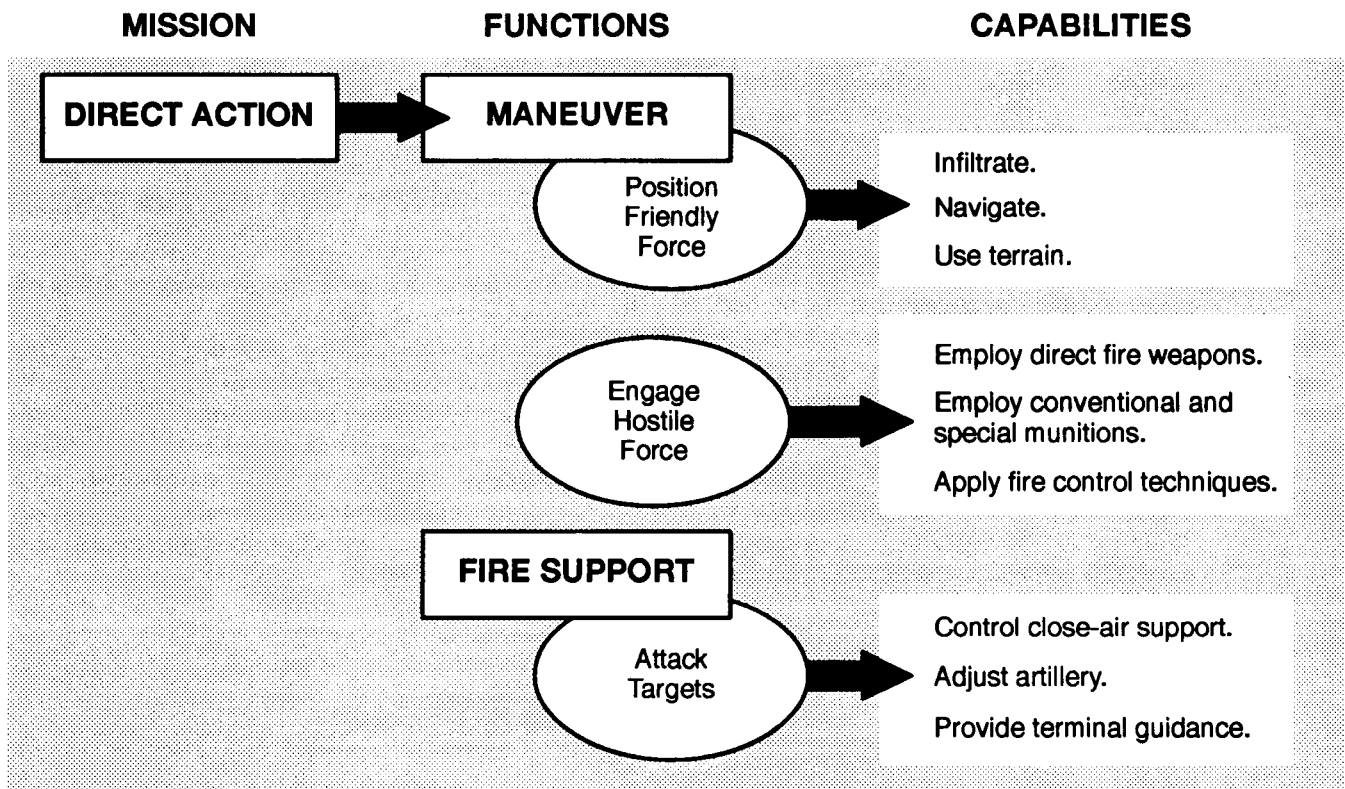 MISSION
FUNCTIONS
CAPABILITIES
DIRECT ACTION
MANEUVER
Position
Friendly
Force
Infiltrate.
Navigate.
Use terrain.
Engage
Hostile
Force
Employ direct fire weapons.
Employ conventional and
special munitions.
Apply fire control techniques.
FIRE SUPPORT
Attack
Targets
Control close-air support.
Adjust artillery.
Provide terminal guidance.